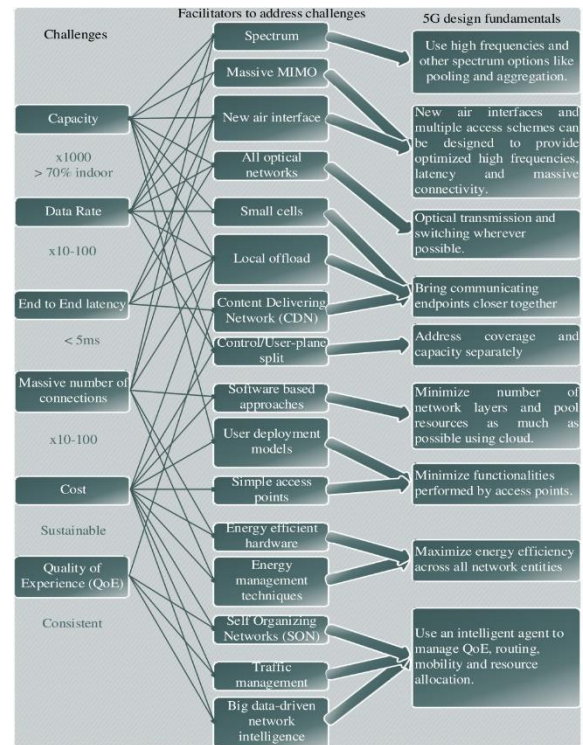 Challenges
Facilitators to address challenges
5G design fundamentals
Capacity
x1000
> 70% indoor
Data Rate
x10-100
End to End latency
< 5ms
Massive number of
connections
x10-100
Cost
Sustainable
Quality of
Experience (QoE)
Consistent
Spectrum
Massive MIMO
New air interface
All optical
networks
Small cells
Local offload
Content Delivering
Network (CDN)
Control/User-plane
split
Software based
approaches
User deployment
models
Simple access
points
Energy efficient
hardware
Energy
management
techniques
Self Organizing
Networks (SON)
Traffic
management
Big data-driven
network
intelligence
Use high frequencies and
other spectrum options like
pooling and aggregation.
New air interfaces and
multiple access schemes can
be designed to provide
optimized high frequencies,
latency and massive
connectivity.
Optical transmission and
switching wherever
possible.
Bring communicating
endpoints closer together
Address coverage and
capacity separately
Minimize number of
network layers and pool
resources as much as
possible using cloud.
Minimize functionalities
performed by access points.
Maximize energy efficiency
across all network entities
Use an intelligent agent to
manage QoE, routing,
mobility and resource
allocation.